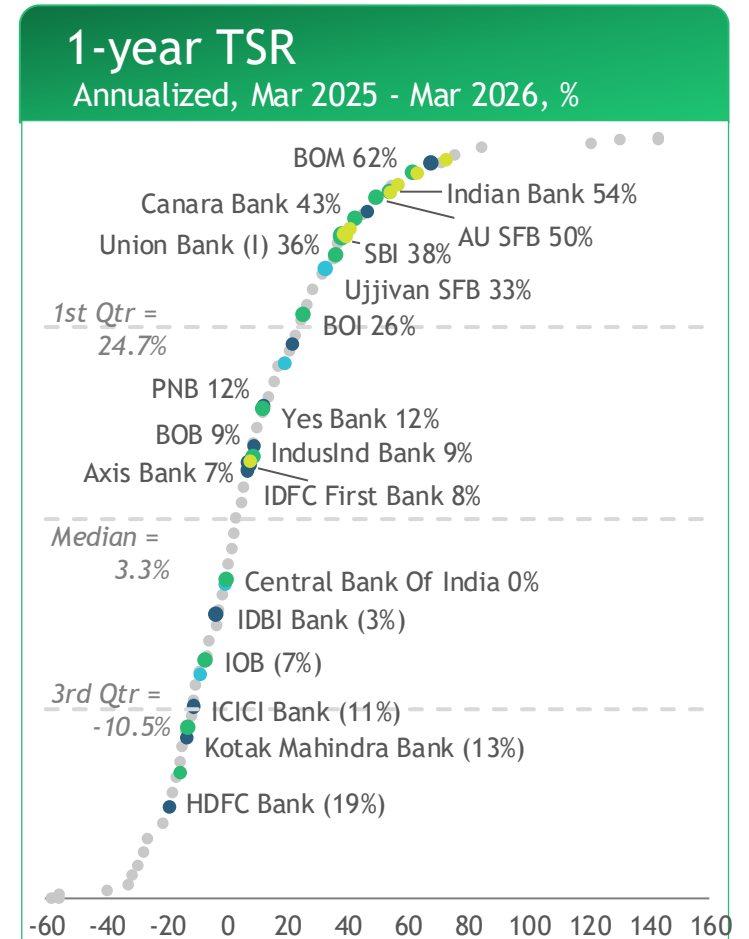 1-year TSR
Annualized, Mar 2025 - Mar 2026, %
BOM 62%
Indian Bank 54%
Canara Bank 43%
AU SFB 50%
Union Bank (I) 36%
SBI 38%
Ujjivan SFB 33%
1st Qtr =
24.7%
BOI 26%
PNB 12%
Yes Bank 12%
BOB 9%
IndusInd Bank 9%
Axis Bank 7%
IDFC First Bank 8%
Median =
3.3%
Central Bank Of India 0%
IDBI Bank (3%)
IOB (7%)
3rd Qtr =
-10.5%
ICICI Bank (11%)
Kotak Mahindra Bank (13%)
HDFC Bank (19%)
-60 -40 -20 0 20 40 60 80 100 120 140 160